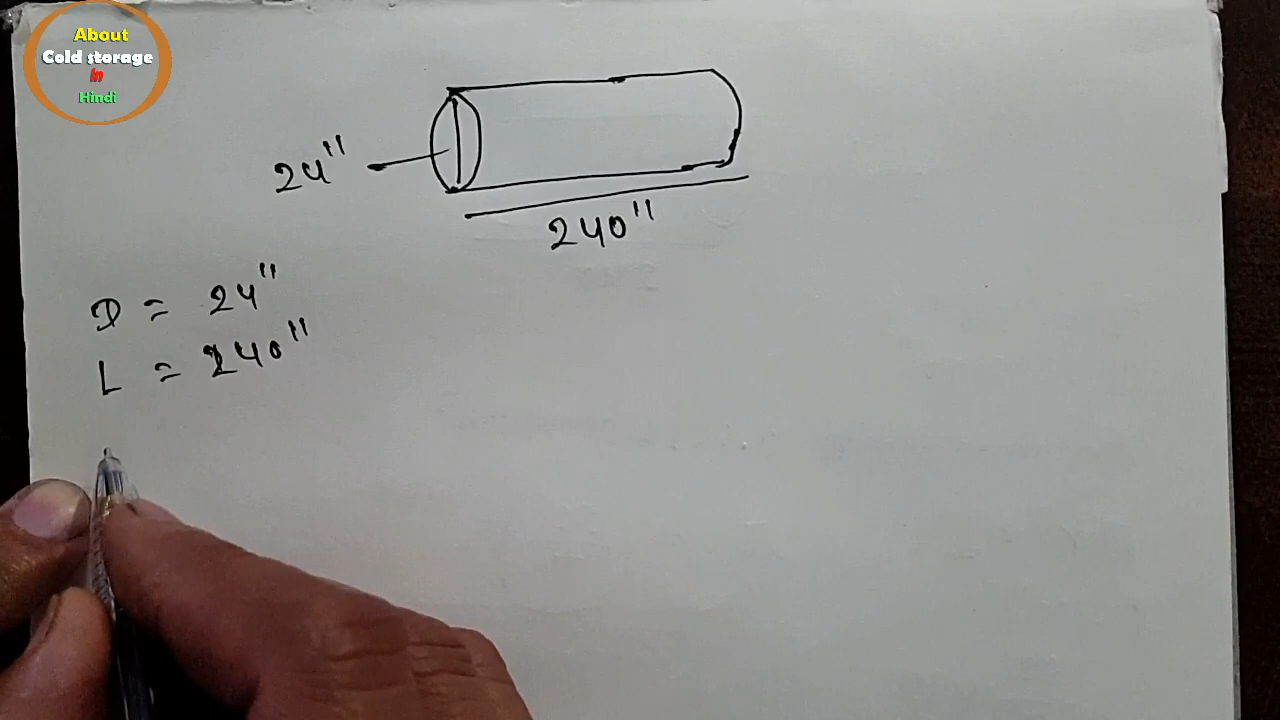 About
Cold storage
in
Hindi
24"
240"
D = 24"
L = 240"